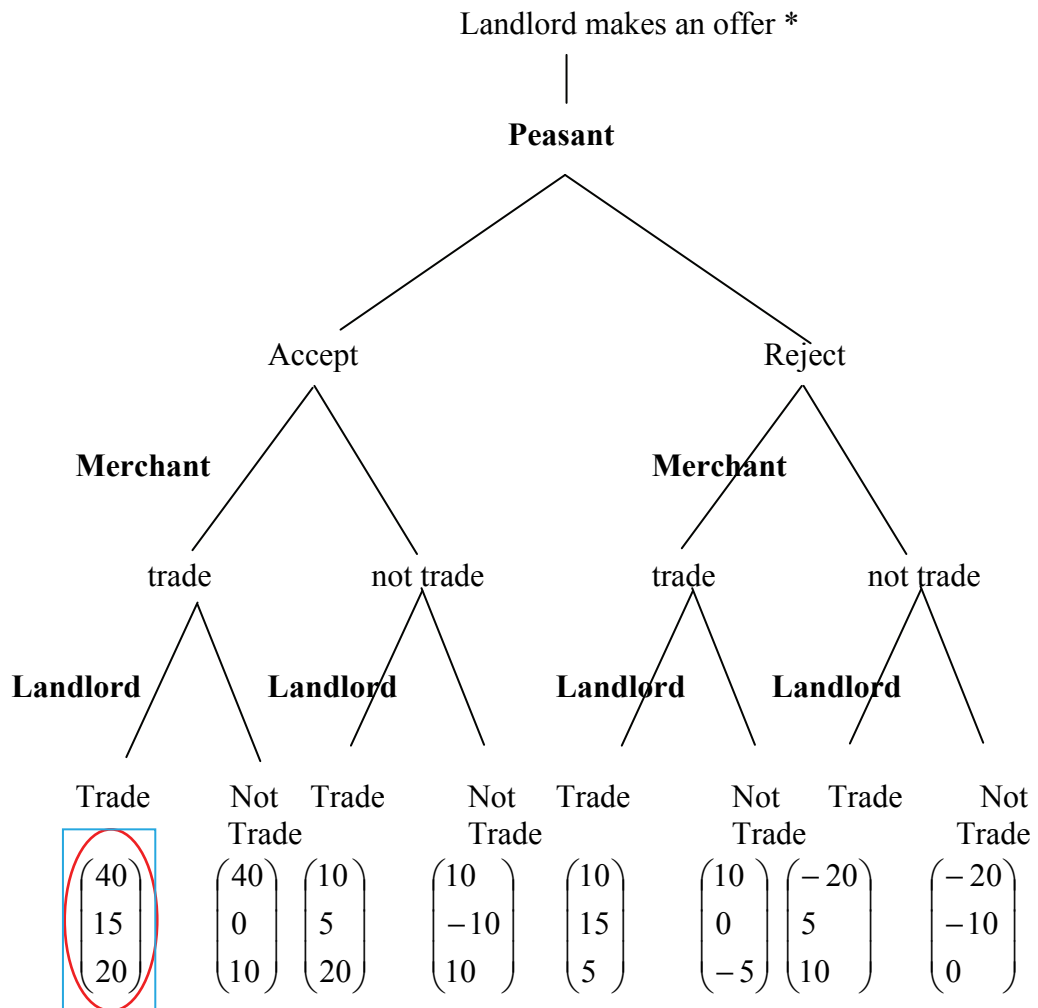 Landlord makes an offer *
Peasant
Accept Reject
Merchant Merchant
trade not trade trade not trade
Landlord Landlord Landlord Landlord
Trade Not Trade Not Trade Not Trade Not
Trade Trade Trade Trade
40 40 10 10 10 10 −20 −20
15 0 5 −10 15 0 5 −10
20 10 20 10 5 −5 10 0